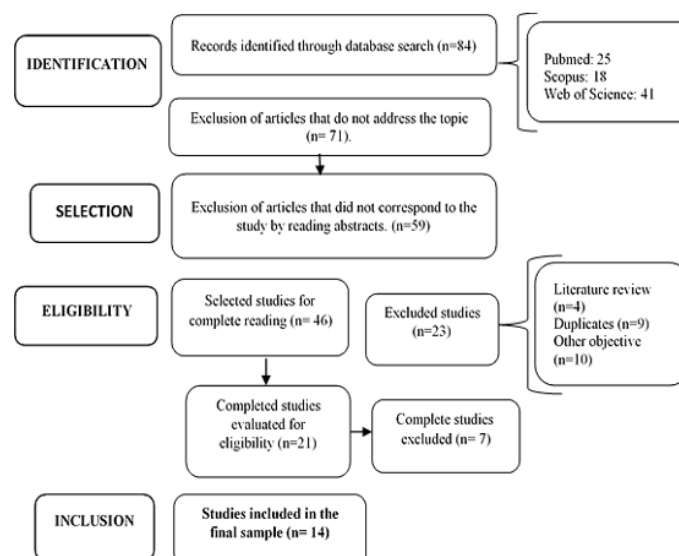 IDENTIFICATION
Records identified through database search (n=84)
Pubmed: 25
Scopus: 18
Web of Science: 41
Exclusion of articles that do not address the topic
(n= 71).
SELECTION
Exclusion of articles that did not correspond to the
study by reading abstracts. (n=59)
ELIGIBILITY
Selected studies for
complete reading (n= 46)
Excluded studies
(n=23)
Literature review
(n=4)
Duplicates (n=9)
Other objective
(n=10)
Completed studies
evaluated for
eligibility (n=21)
Complete studies
excluded (n= 7)
INCLUSION
Studies included in the
final sample (n= 14)